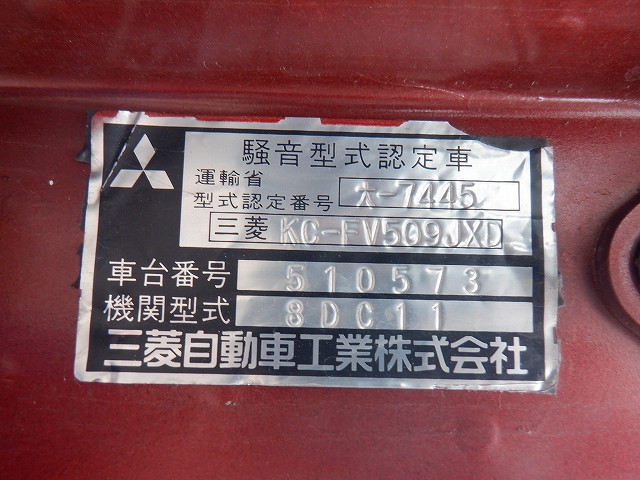 騒音型式認定車
運輸省
型式認定番号 大-7445
三菱 KC-FV509JXD
車台番号 510573
機関型式 8DC11
三菱自動車工業株式会社